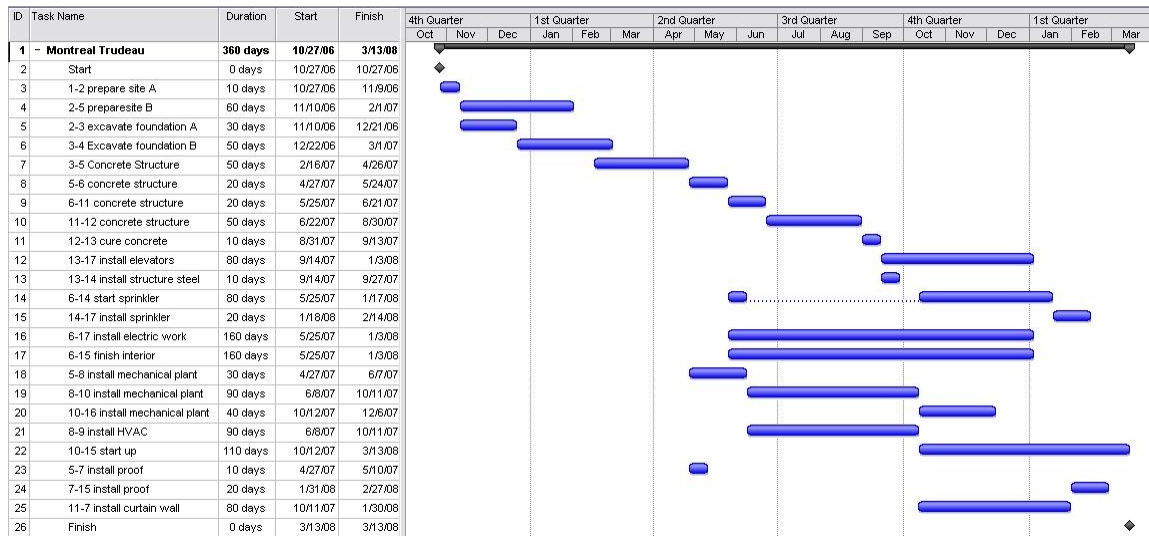 ID Task Name Duration Start Finish 4th Quarter 1st Quarter 2nd Quarter 3rd Quarter 4th Quarter 1st Quarter
Oct Nov Dec Jan Feb Mar Apr May Jun Jul Aug Sep Oct Nov Dec Jan Feb Mar
1 − Montreal Trudeau 360 days 10/27/06 3/13/08
2 Start 0 days 10/27/06 10/27/06
3 1-2 prepare site A 10 days 10/27/06 11/9/06
4 2-5 preparesite B 60 days 11/10/06 2/1/07
5 2-3 excavate foundation A 30 days 11/10/06 12/21/06
6 3-4 Excavate foundation B 50 days 12/22/06 3/1/07
7 3-5 Concrete Structure 50 days 2/16/07 4/26/07
8 5-6 concrete structure 20 days 4/27/07 5/24/07
9 6-11 concrete structure 20 days 5/25/07 6/21/07
10 11-12 concrete structure 50 days 6/22/07 8/30/07
11 12-13 cure concrete 10 days 8/31/07 9/13/07
12 13-17 install elevators 80 days 9/14/07 1/3/08
13 13-14 install structure steel 10 days 9/14/07 9/27/07
14 6-14 start sprinkler 80 days 5/25/07 1/17/08
15 14-17 install sprinkler 20 days 1/18/08 2/14/08
16 6-17 install electric work 160 days 5/25/07 1/3/08
17 6-15 finish interior 160 days 5/25/07 1/3/08
18 5-8 install mechanical plant 30 days 4/27/07 6/7/07
19 8-10 install mechanical plant 90 days 6/8/07 10/11/07
20 10-16 install mechanical plant 40 days 10/12/07 12/6/07
21 8-9 install HVAC 90 days 6/8/07 10/11/07
22 10-15 start up 110 days 10/12/07 3/13/08
23 5-7 install proof 10 days 4/27/07 5/10/07
24 7-15 install proof 20 days 1/31/08 2/27/08
25 11-7 install curtain wall 80 days 10/11/07 1/30/08
26 Finish 0 days 3/13/08 3/13/08